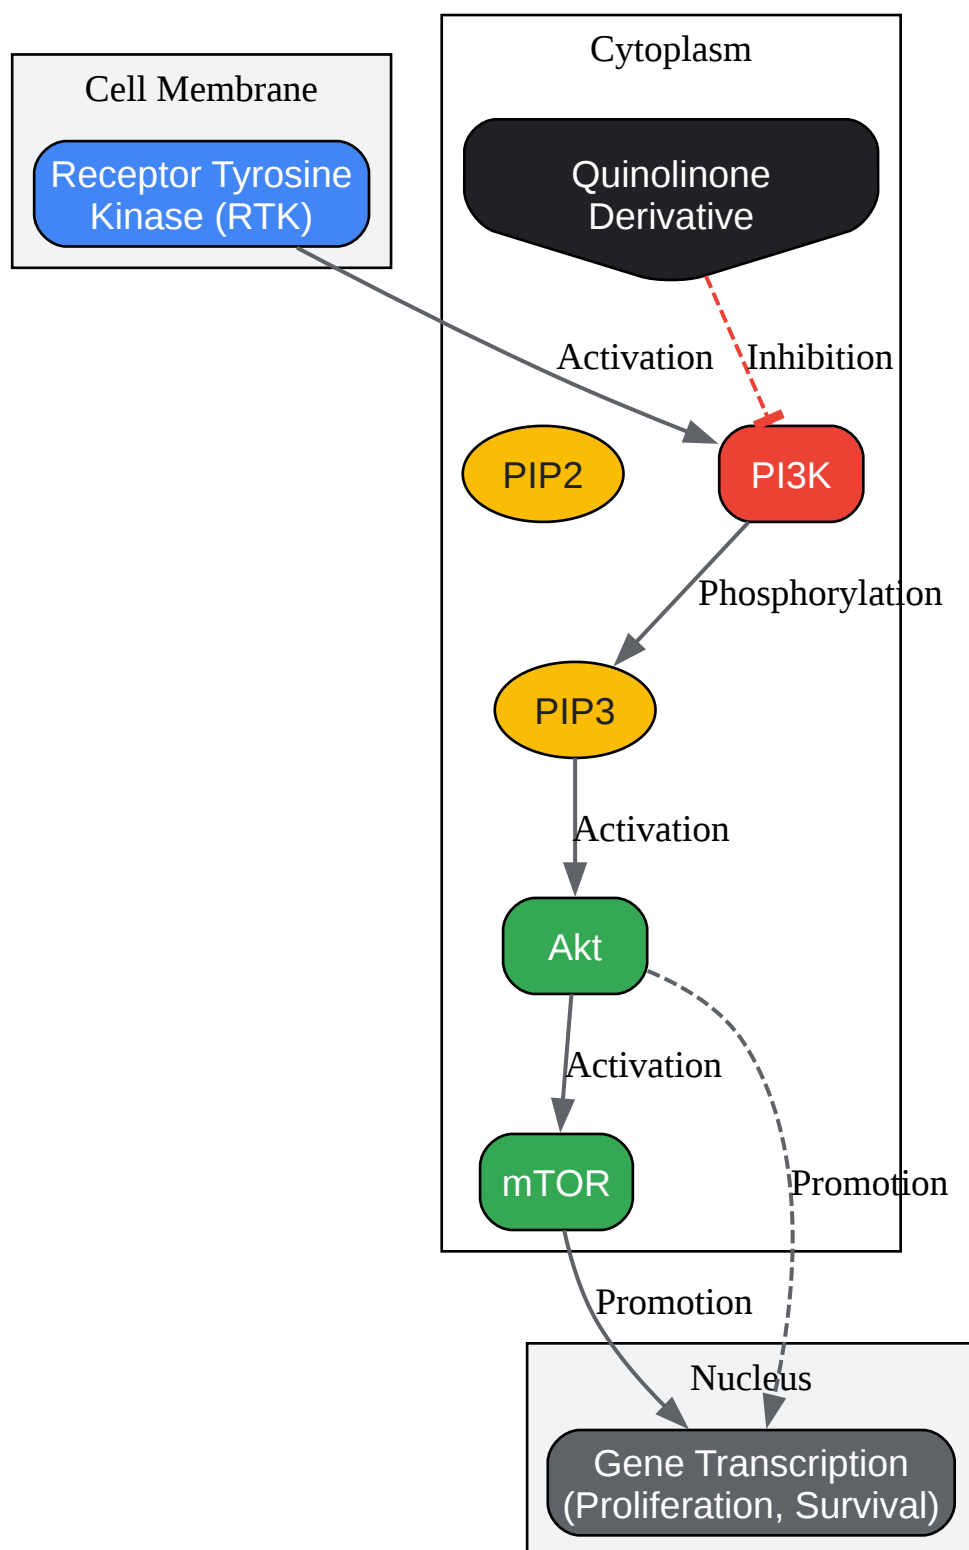 Cytoplasm
Cell Membrane
Receptor Tyrosine
Kinase (RTK)
Quinolinone
Derivative
Activation
Inhibition
PIP2
PI3K
Phosphorylation
PIP3
Activation
Akt
Activation
mTOR
Promotion
Promotion
Nucleus
Gene Transcription
(Proliferation, Survival)